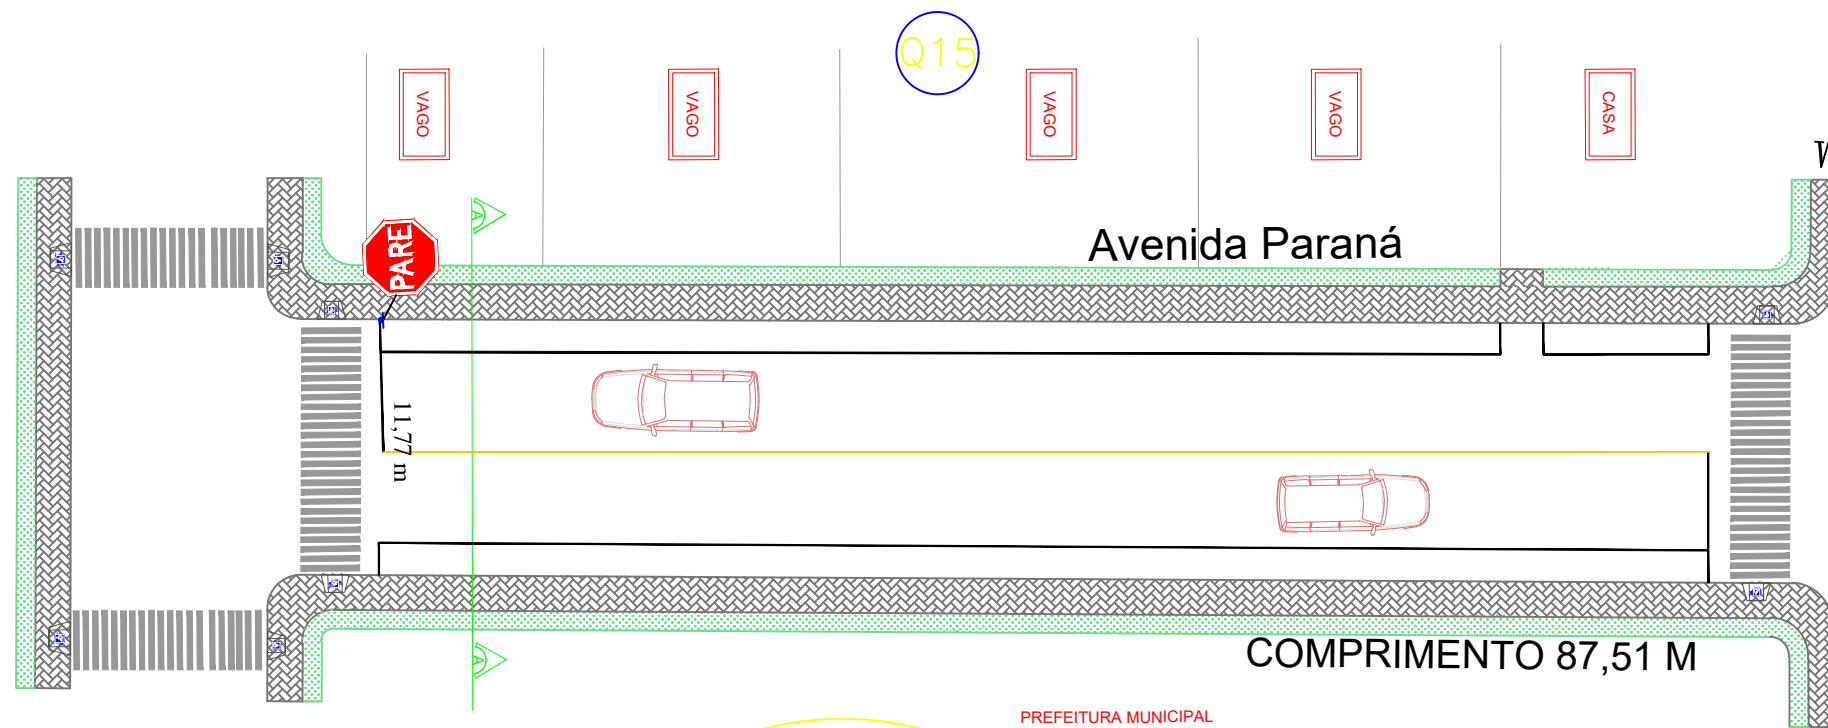 Q15
VAGO
VAGO
VAGO
VAGO
CASA
A
PARE
Avenida Paraná
11,77 m
A
COMPRIMENTO 87,51 M
PREFEITURA MUNICIPAL